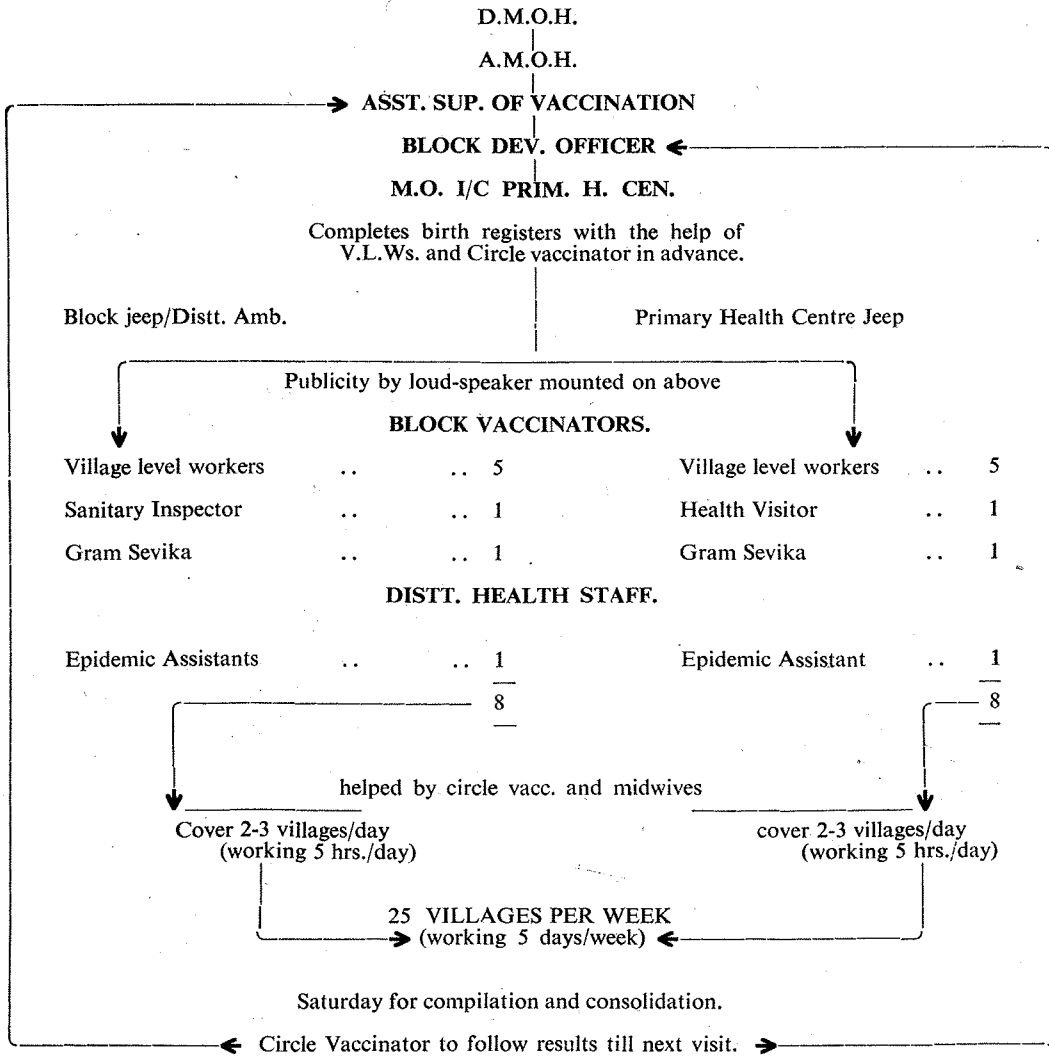 D.M.O.H.
A.M.O.H.
ASST. SUP. OF VACCINATION
BLOCK DEV. OFFICER
M.O. I/C PRIM. H. CEN.
Completes birth registers with the help of
V.L.Ws. and Circle vaccinator in advance.
Block jeep/Distt. Amb. Primary Health Centre Jeep
Publicity by loud-speaker mounted on above
BLOCK VACCINATORS.
Village level workers .. .. 5 Village level workers .. 5
Sanitary Inspector .. .. 1 Health Visitor .. 1
Gram Sevika .. .. 1 Gram Sevika .. 1
DISTT. HEALTH STAFF.
Epidemic Assistants .. .. 1 Epidemic Assistant .. 1
8 8
helped by circle vacc. and midwives
Cover 2-3 villages/day cover 2-3 villages/day
(working 5 hrs./day) (working 5 hrs./day)
25 VILLAGES PER WEEK
(working 5 days/week)
Saturday for compilation and consolidation.
Circle Vaccinator to follow results till next visit.